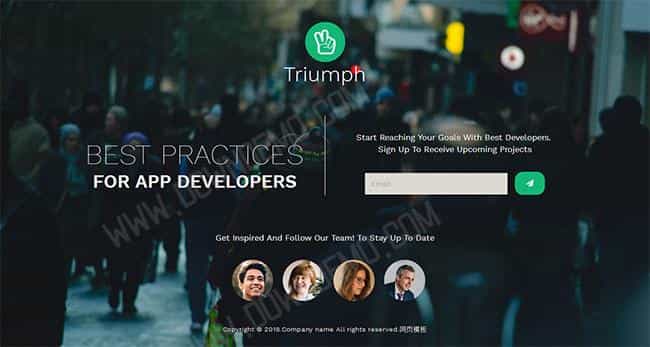 Triumph
BEST PRACTICES
FOR APP DEVELOPERS
Start Reaching Your Goals With Best Developers,
Sign Up To Receive Upcoming Projects
Email
Get Inspired And Follow Our Team! To Stay Up To Date
Copyright © 2018.Company name All rights reserved.网页模板